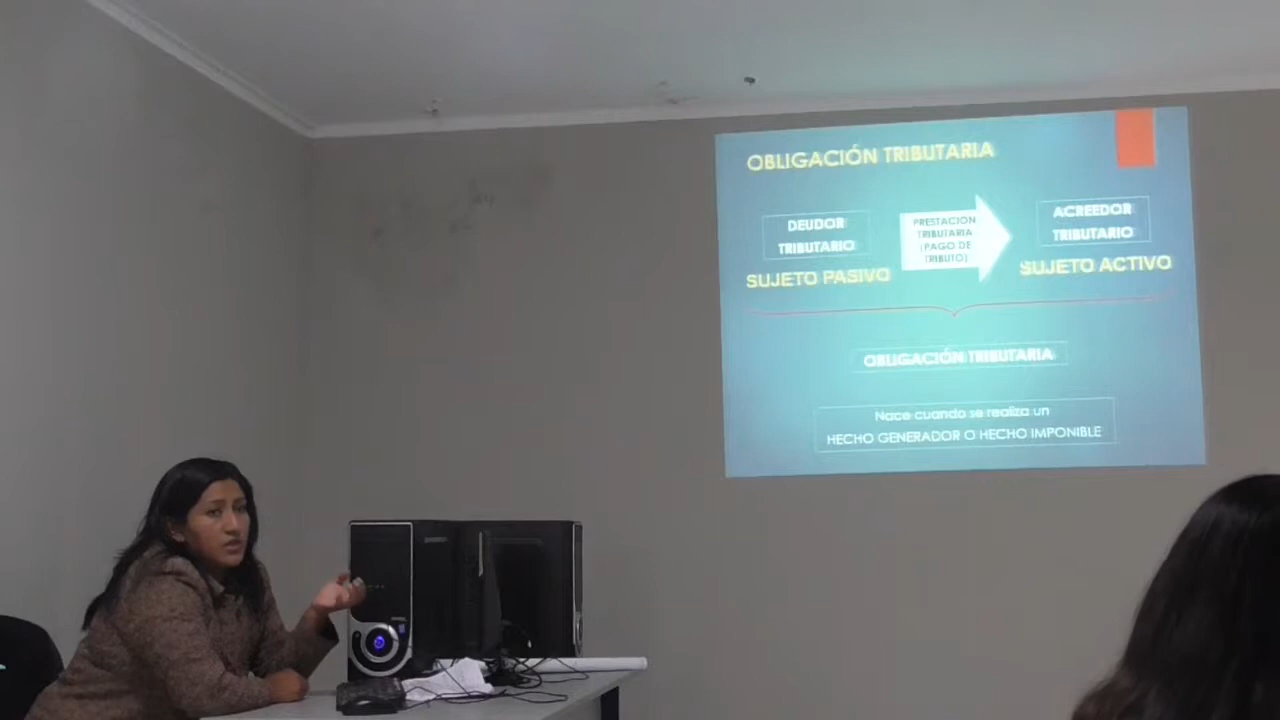 OBLIGACIÓN TRIBUTARIA
DEUDOR
TRIBUTARIO
SUJETO PASIVO
PRESTACIÓN
TRIBUTARIA
(PAGO DE
TRIBUTO)
ACREEDOR
TRIBUTARIO
SUJETO ACTIVO
OBLIGACIÓN TRIBUTARIA
Nace cuando se realiza un
HECHO GENERADOR O HECHO IMPONIBLE